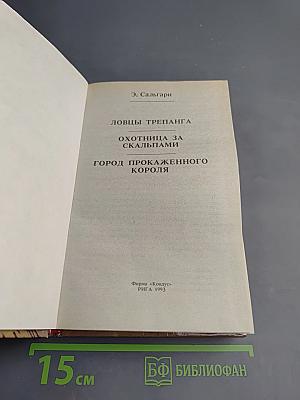 Э. Сальгари
ЛОВЦЫ ТРЕПАНГА
ОХОТНИЦА ЗА
СКАЛЬПАМИ
ГОРОД ПРОКАЖЕННОГО
КОРОЛЯ
Фирма «Кондус»
РИГА 1993
15 см
БФ БИБЛИОФАН